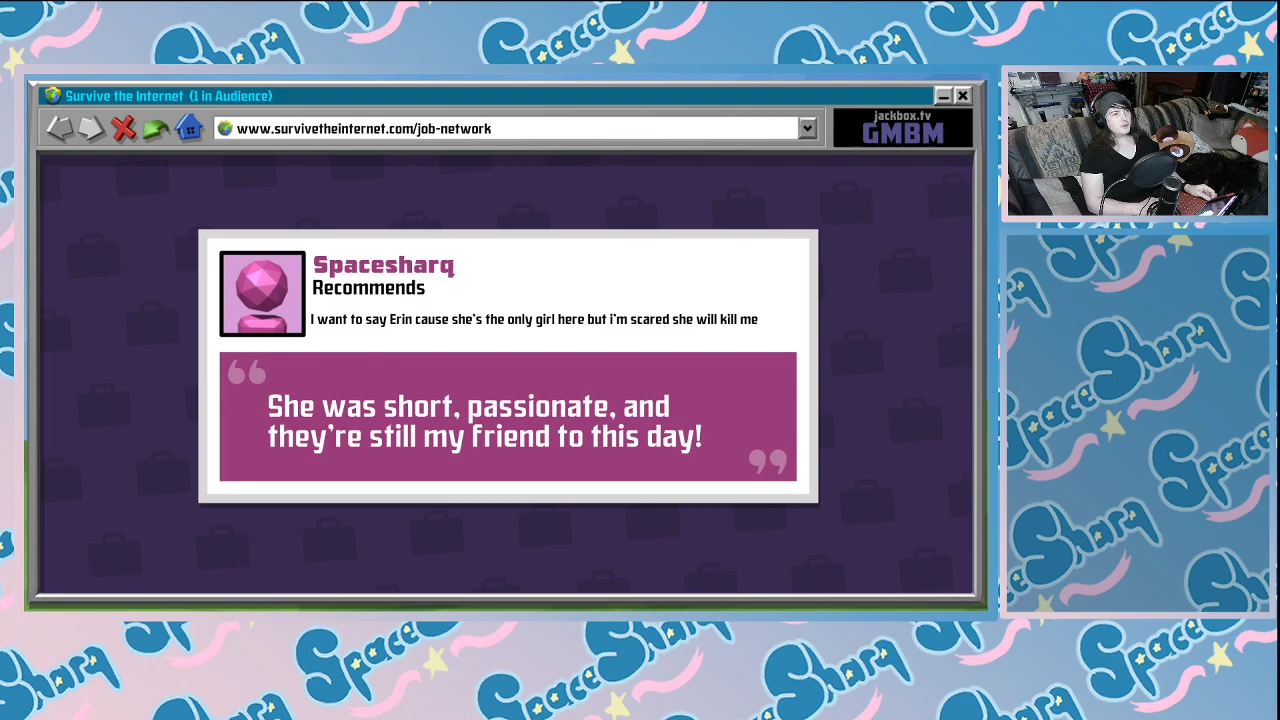 Survive the Internet (1 in Audience)
www.survivetheinternet.com/job-network
jackbox.tv
GMBM
Spacesharq
Recommends
I want to say Erin cause she's the only girl here but i'm scared she will kill me
“
She was short, passionate, and
they're still my friend to this day!
”
Space Sharq